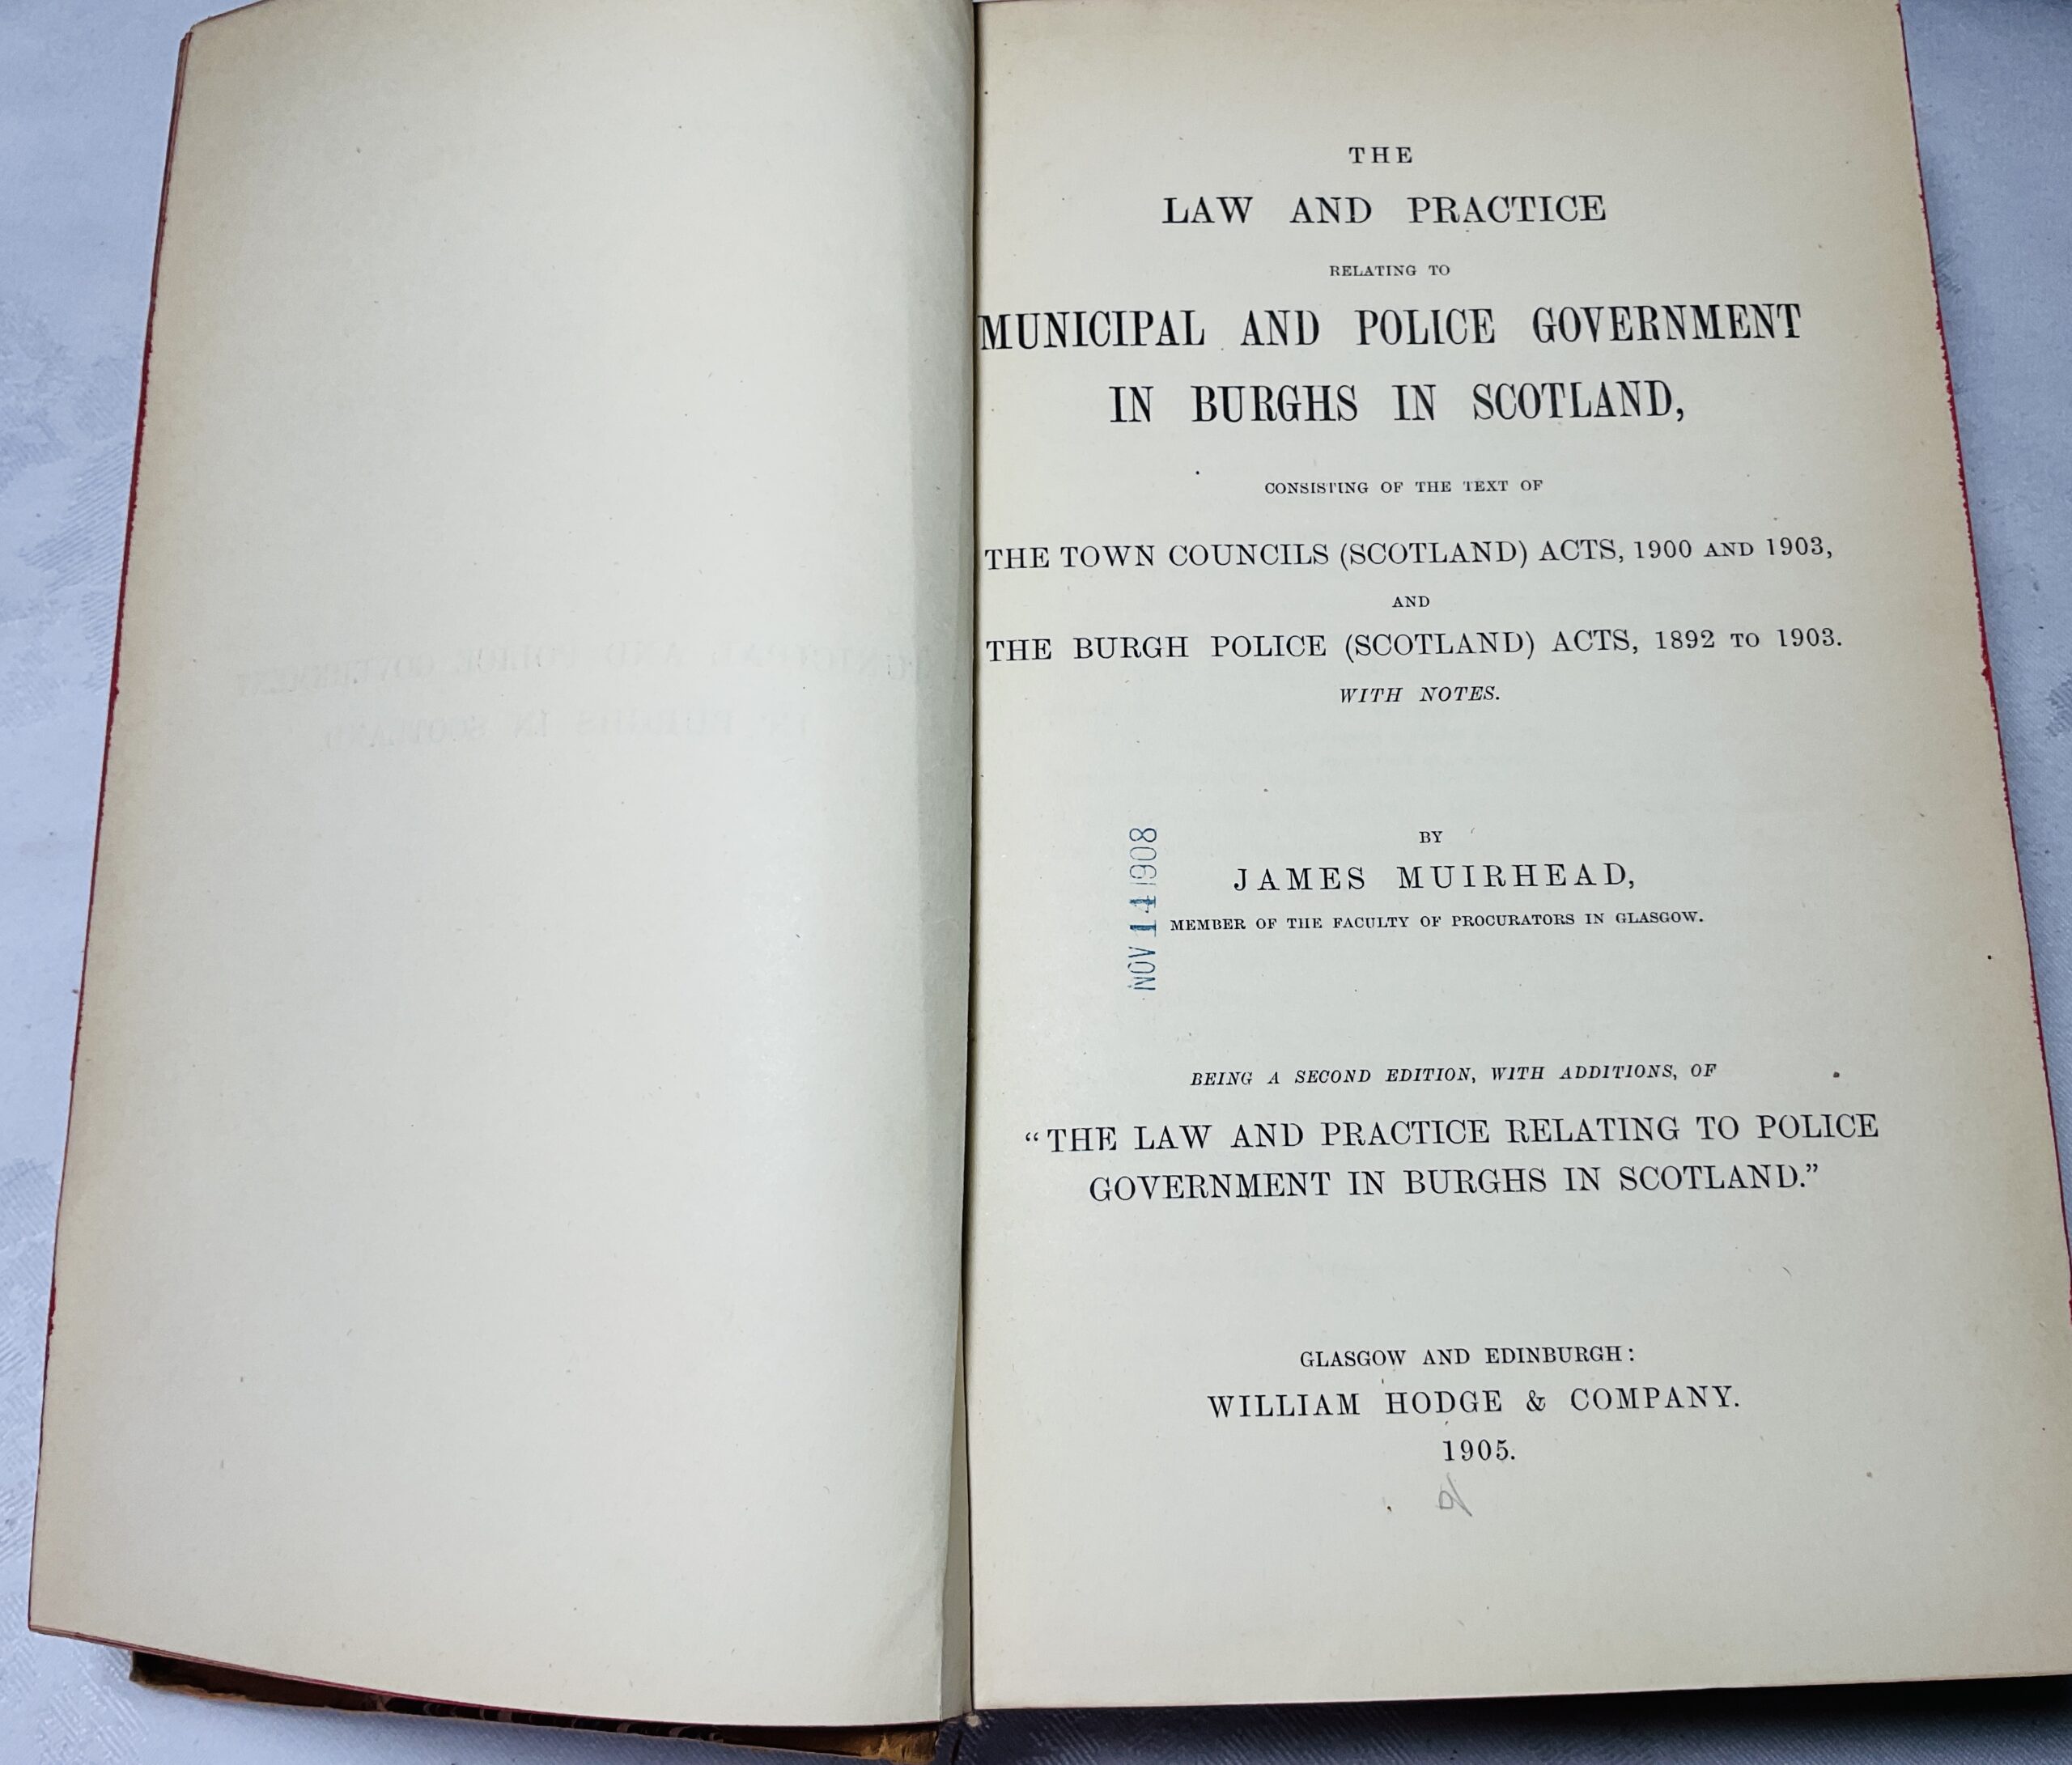 THE
LAW AND PRACTICE
RELATING TO
MUNICIPAL AND POLICE GOVERNMENT
IN BURGHS IN SCOTLAND,
CONSISTING OF THE TEXT OF
THE TOWN COUNCILS (SCOTLAND) ACTS, 1900 AND 1903,
AND
THE BURGH POLICE (SCOTLAND) ACTS, 1892 TO 1903.
WITH NOTES.
BY
JAMES MUIRHEAD,
MEMBER OF THE FACULTY OF PROCURATORS IN GLASGOW.
NOV 14 1908
BEING A SECOND EDITION, WITH ADDITIONS, OF
"THE LAW AND PRACTICE RELATING TO POLICE
GOVERNMENT IN BURGHS IN SCOTLAND."
GLASGOW AND EDINBURGH:
WILLIAM HODGE & COMPANY.
1905.